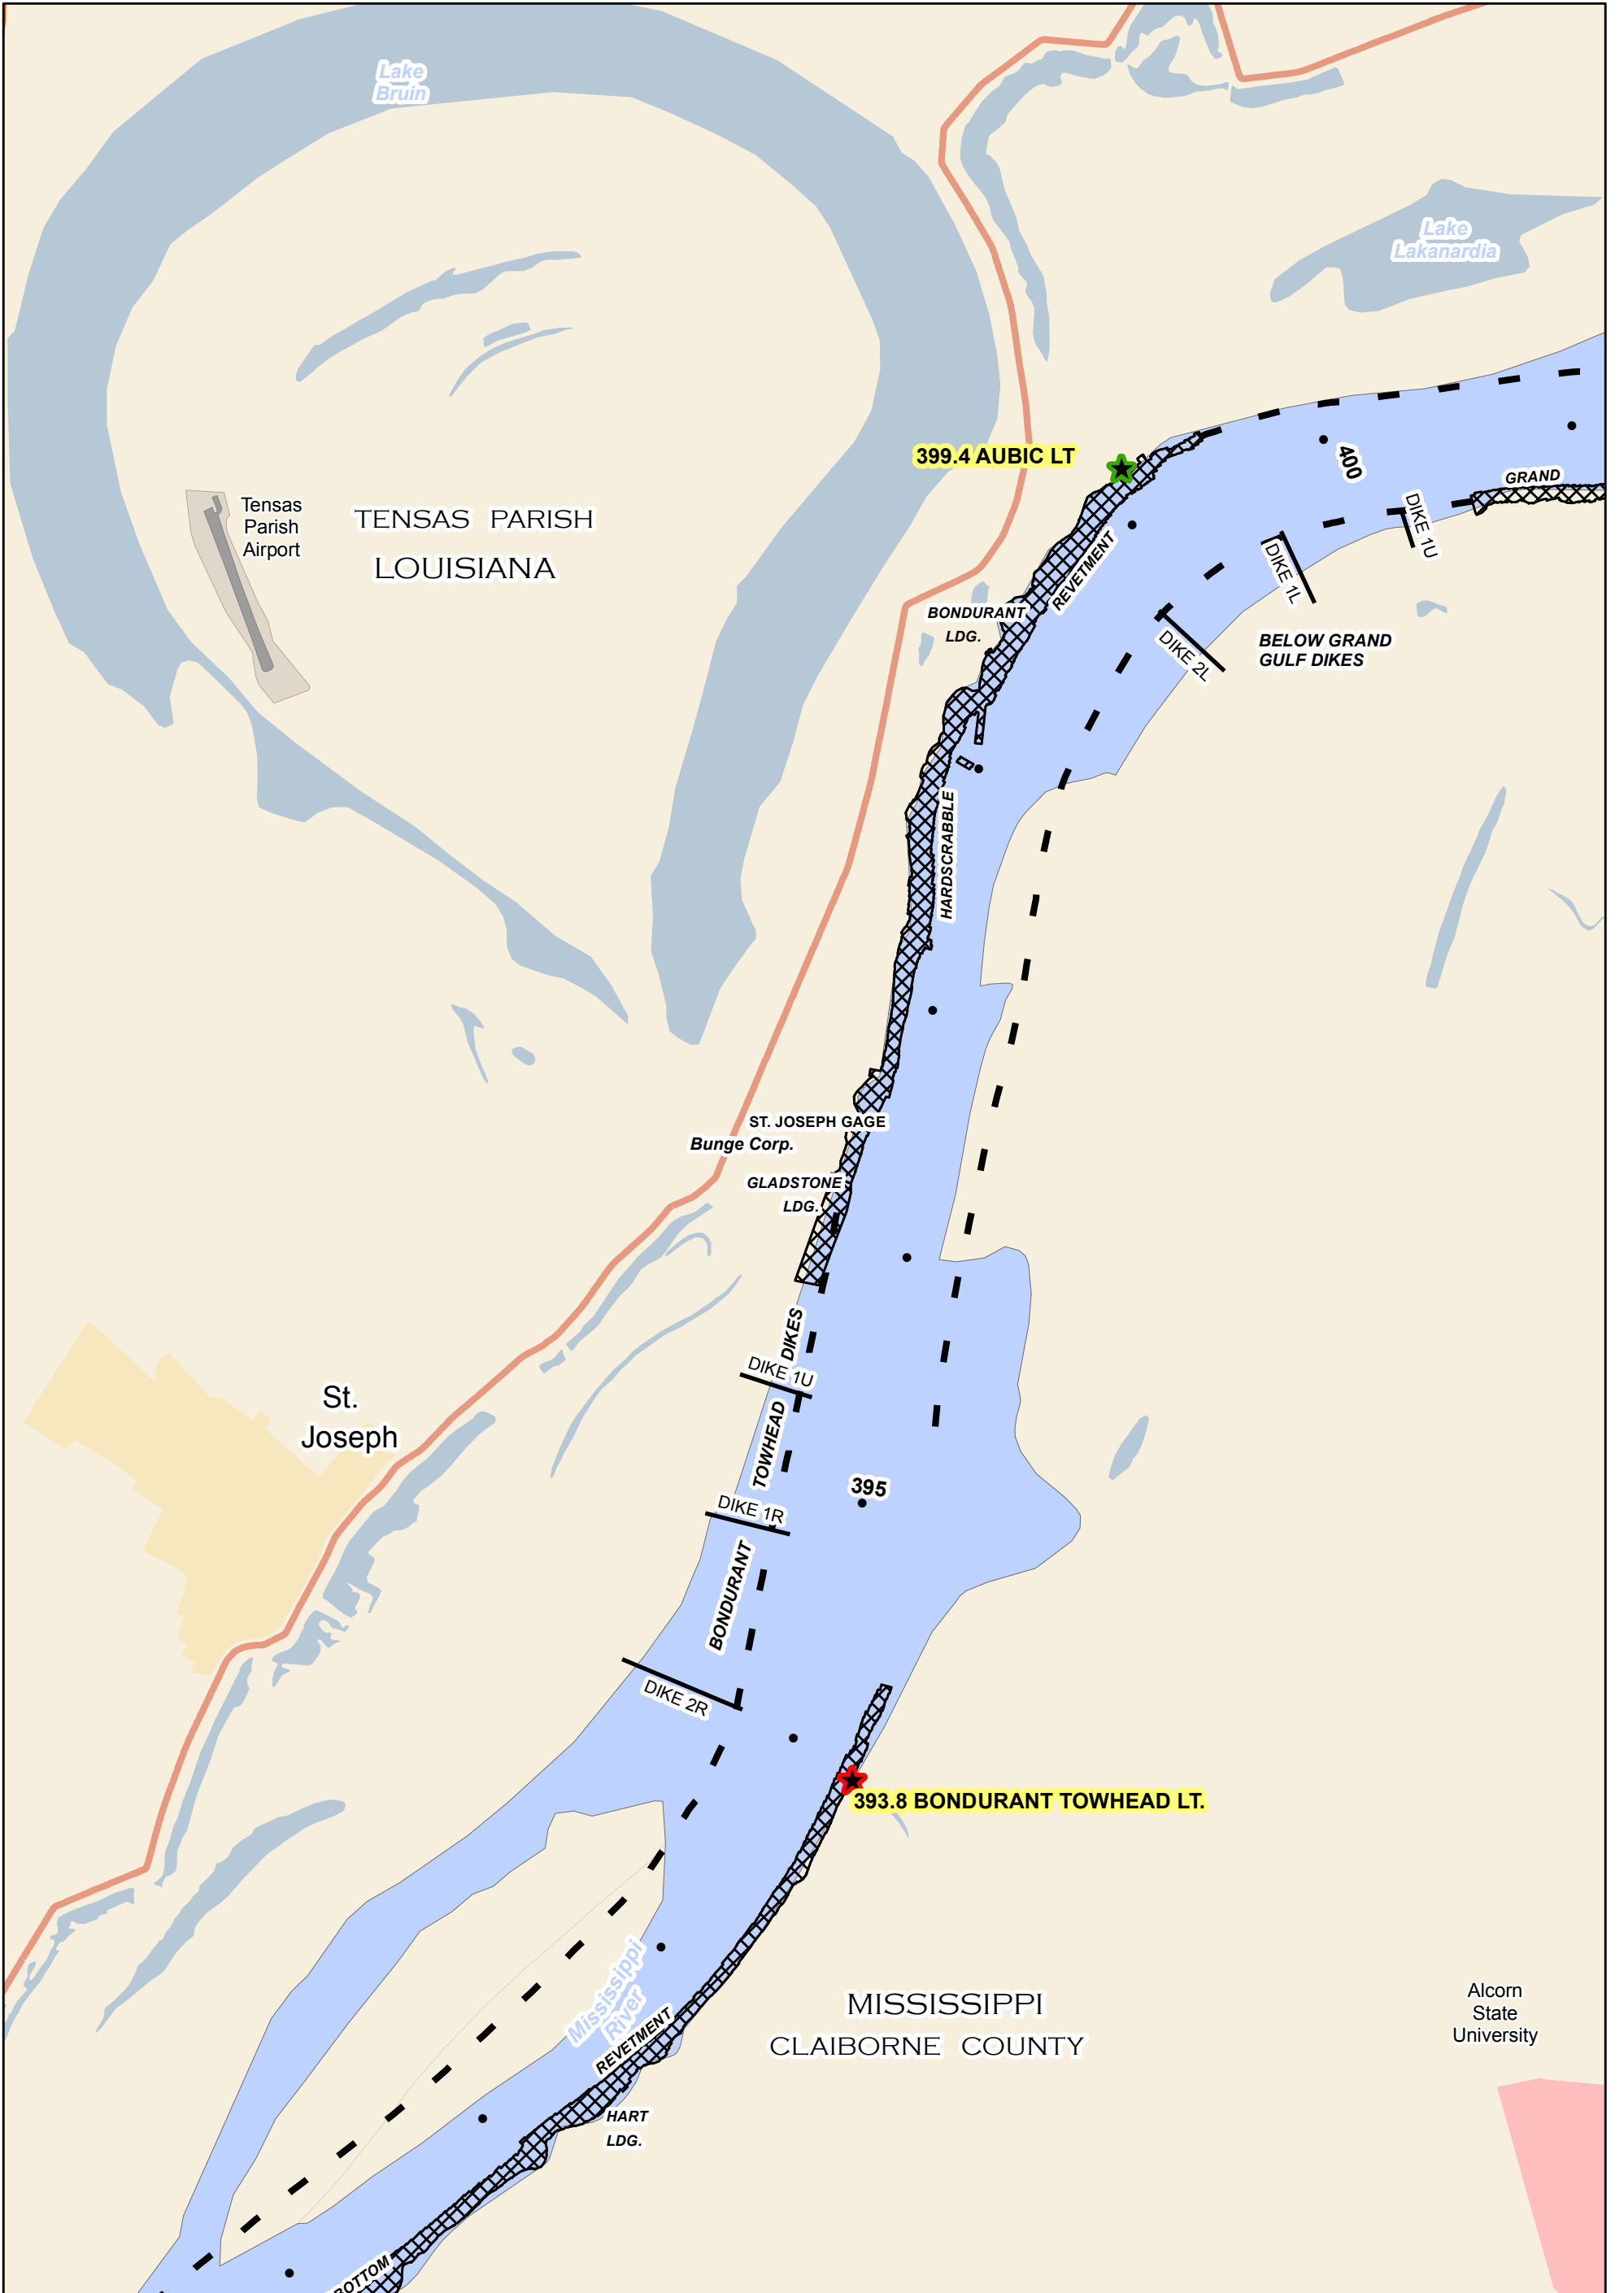 Lake
Bruin
Lake
Lakanardia
399.4 AUBIC LT
400
GRAND
Tensas
Parish
Airport
TENSAS PARISH
LOUISIANA
DIKE 1U
DIKE 1L
REVETMENT
BONDURANT
LDG.
DIKE 2L
BELOW GRAND
GULF DIKES
HARDSCRABBLE
ST. JOSEPH GAGE
Bunge Corp.
GLADSTONE
LDG.
DIKES
DIKE 1U
St.
Joseph
TOWHEAD
395
DIKE 1R
BONDURANT
DIKE 2R
393.8 BONDURANT TOWHEAD LT.
Mississippi
River
REVETMENT
MISSISSIPPI
CLAIBORNE COUNTY
Alcorn
State
University
HART
LDG.
BOTTOM